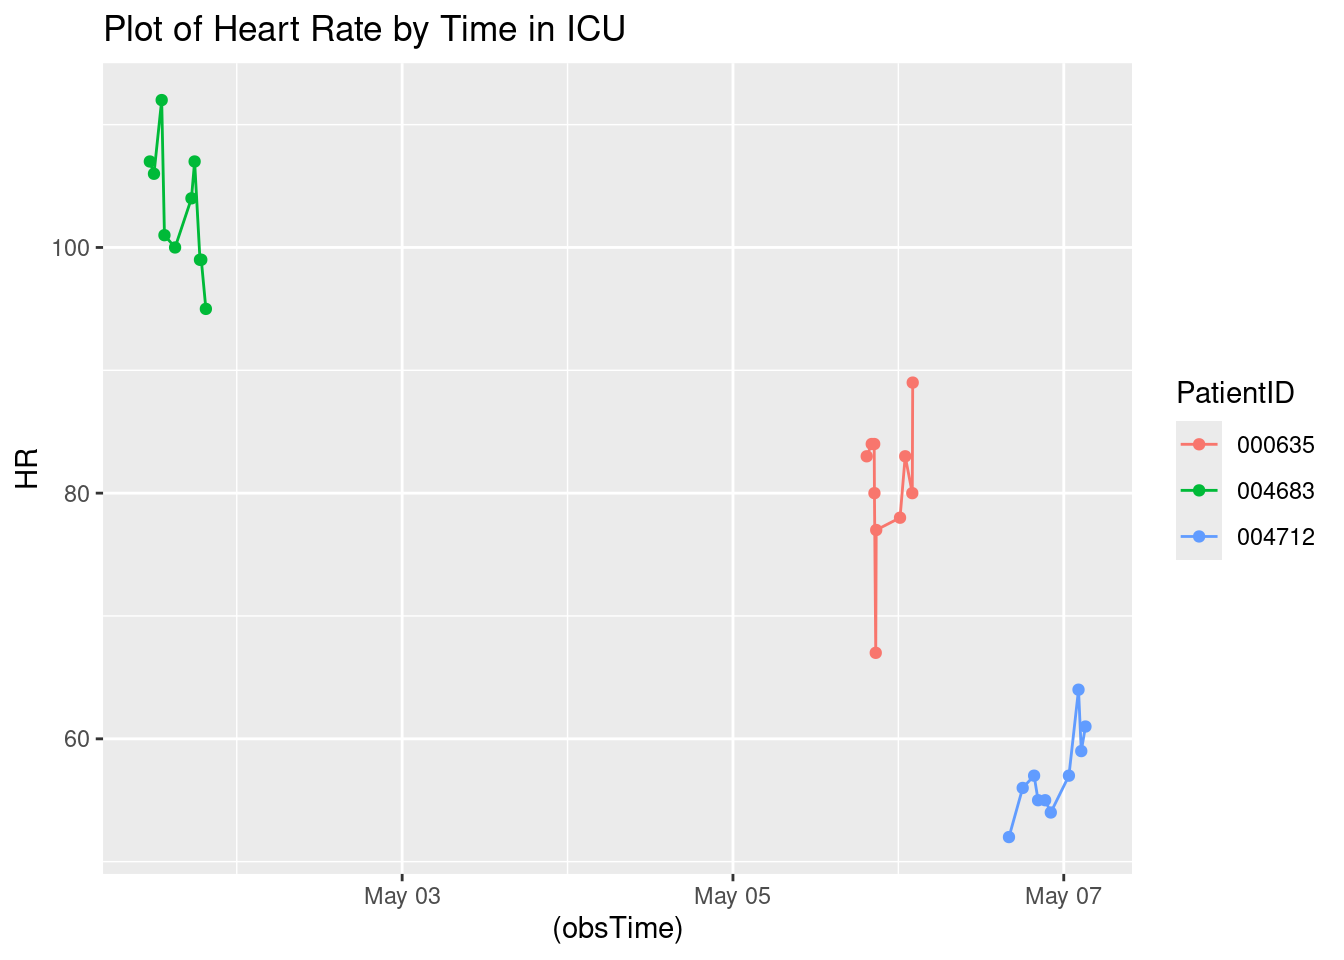 Plot of Heart Rate by Time in ICU
HR
100
80
60
May 03
May 05
May 07
(obsTime)
PatientID
000635
004683
004712